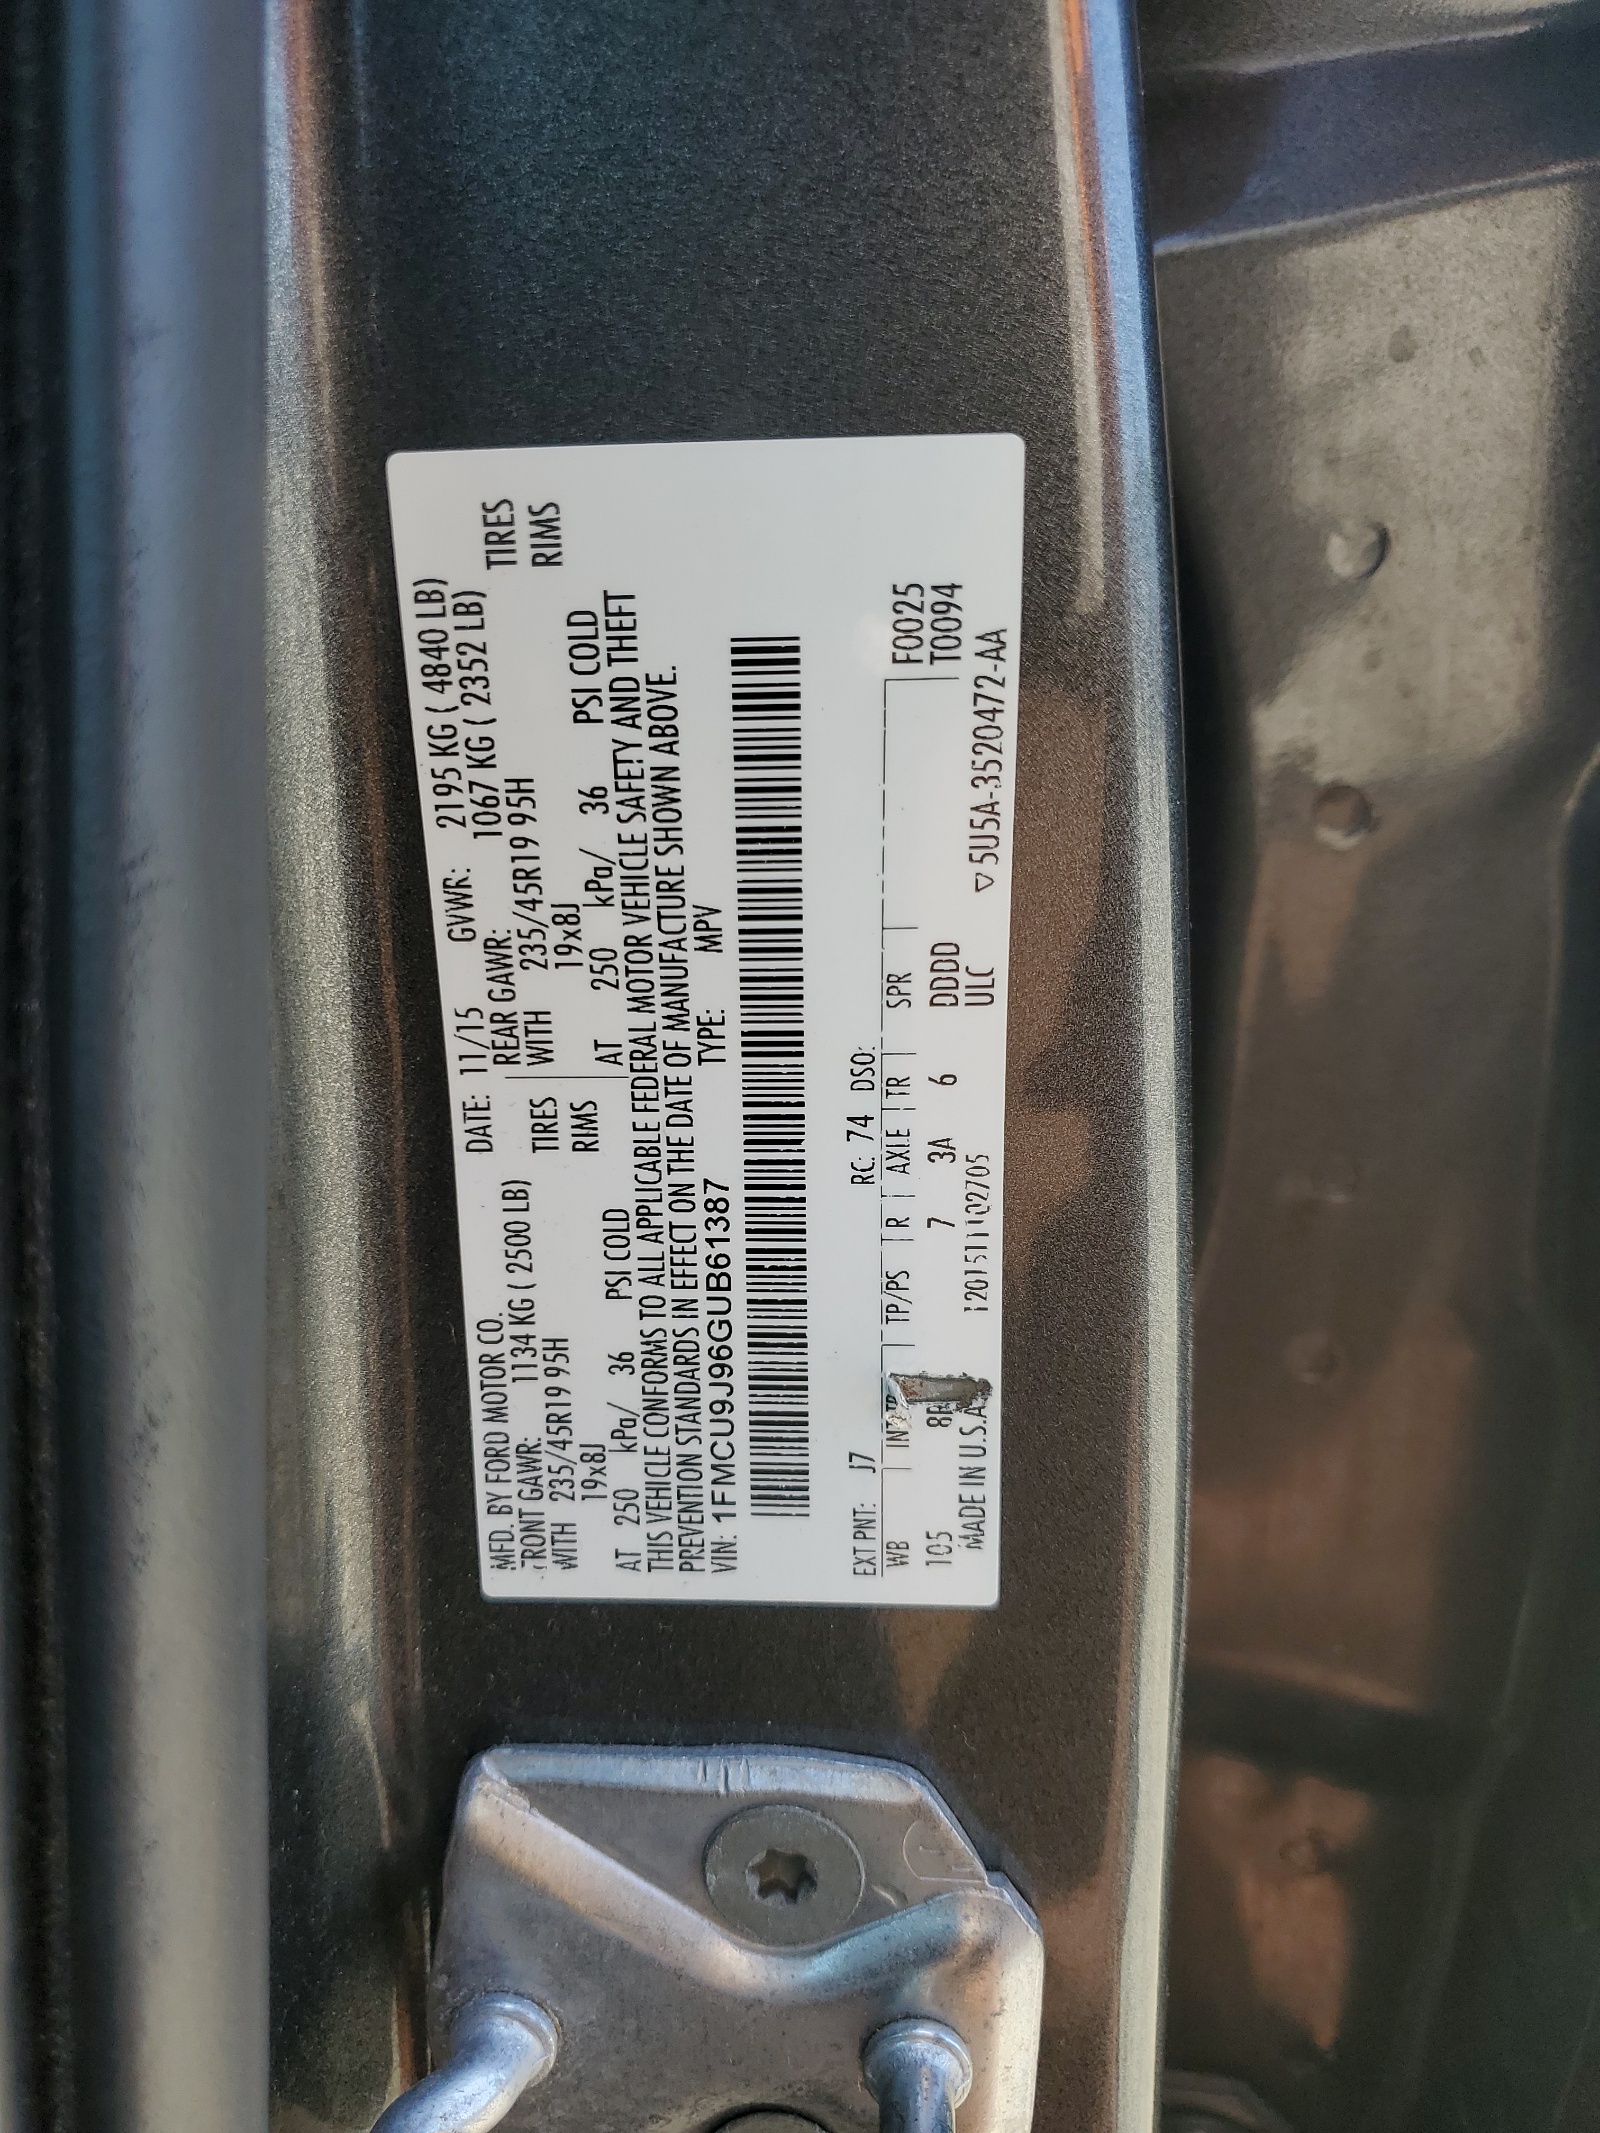 MFD. BY FORD MOTOR CO. DATE: 11/15 GVWR: 2195 KG ( 4840 LB)
FRONT GAWR: 1134 KG ( 2500 LB) REAR GAWR: 1067 KG ( 2352 LB)
WITH 235/45R19 95H TIRES WITH 235/45R19 95H TIRES
19x8J RIMS 19x8J RIMS
AT 250 kPa/ 36 PSI COLD AT 250 kPa/ 36 PSI COLD
THIS VEHICLE CONFORMS TO ALL APPLICABLE FEDERAL MOTOR VEHICLE SAFETY AND THEFT
PREVENTION STANDARDS IN EFFECT ON THE DATE OF MANUFACTURE SHOWN ABOVE.
VIN: 1FMCU9J96GUB61387 TYPE: MPV
EXT PNT: J7 RC: 74 DSO:
WB TP/PS R AXLE TR SPR F0025
105 7 3A 6 DDDD T0094
MADE IN U.S.A. 1201511102705 ULC ▽5U5A-3520472-AA